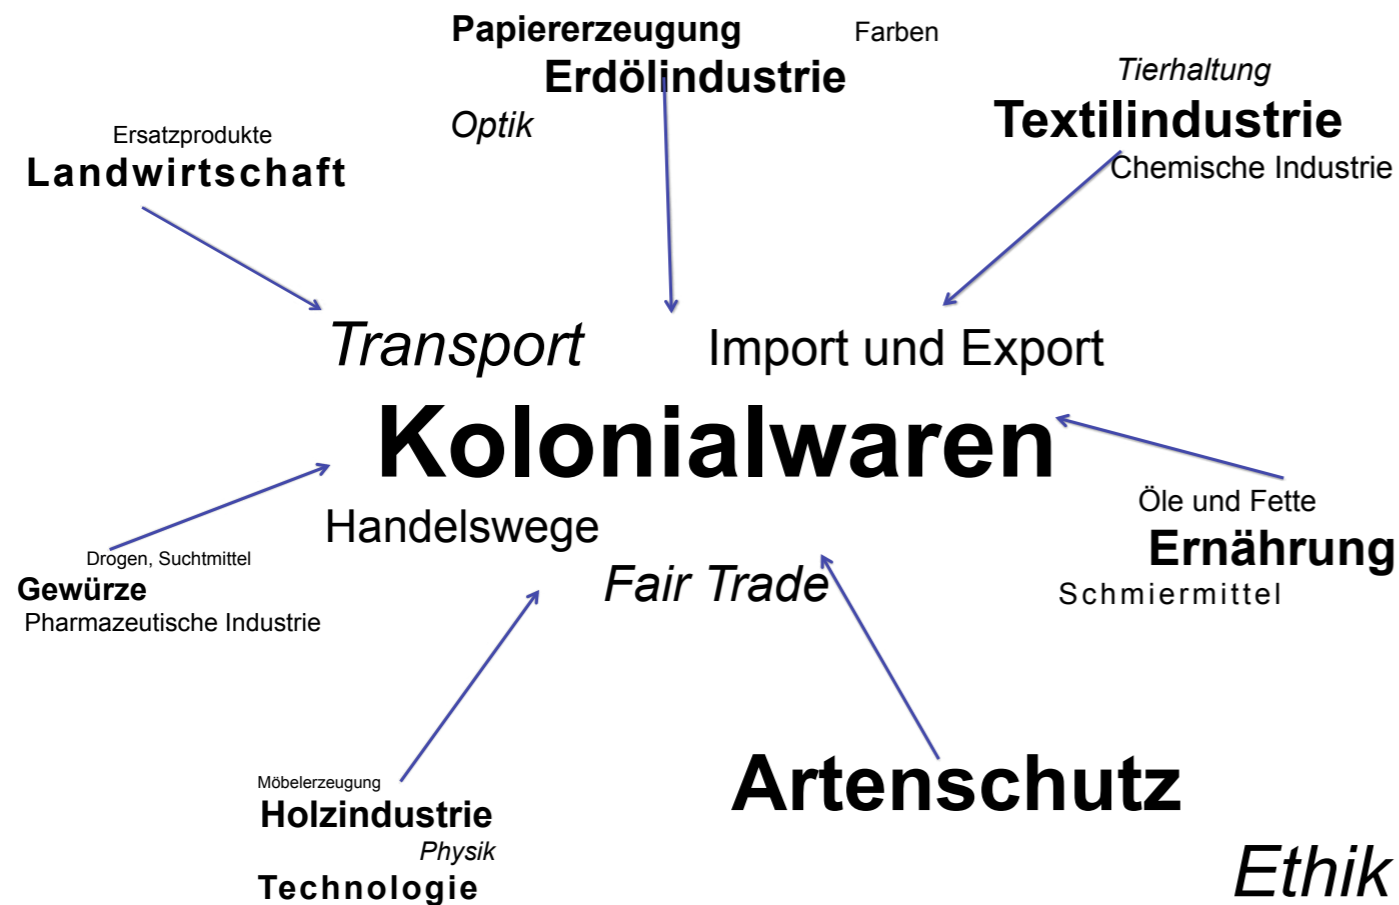 Papiererzeugung
Farben
Erdölindustrie
Tierhaltung
Textilindustrie
Chemische Industrie
Optik
Ersatzprodukte
Landwirtschaft
Transport
Import und Export
Kolonialwaren
Handelswege
Fair Trade
Öle und Fette
Ernährung
Schmiermittel
Drogen, Suchtmittel
Gewürze
Pharmazeutische Industrie
Möbelerzeugung
Holzindustrie
Physik
Technologie
Artenschutz
Ethik